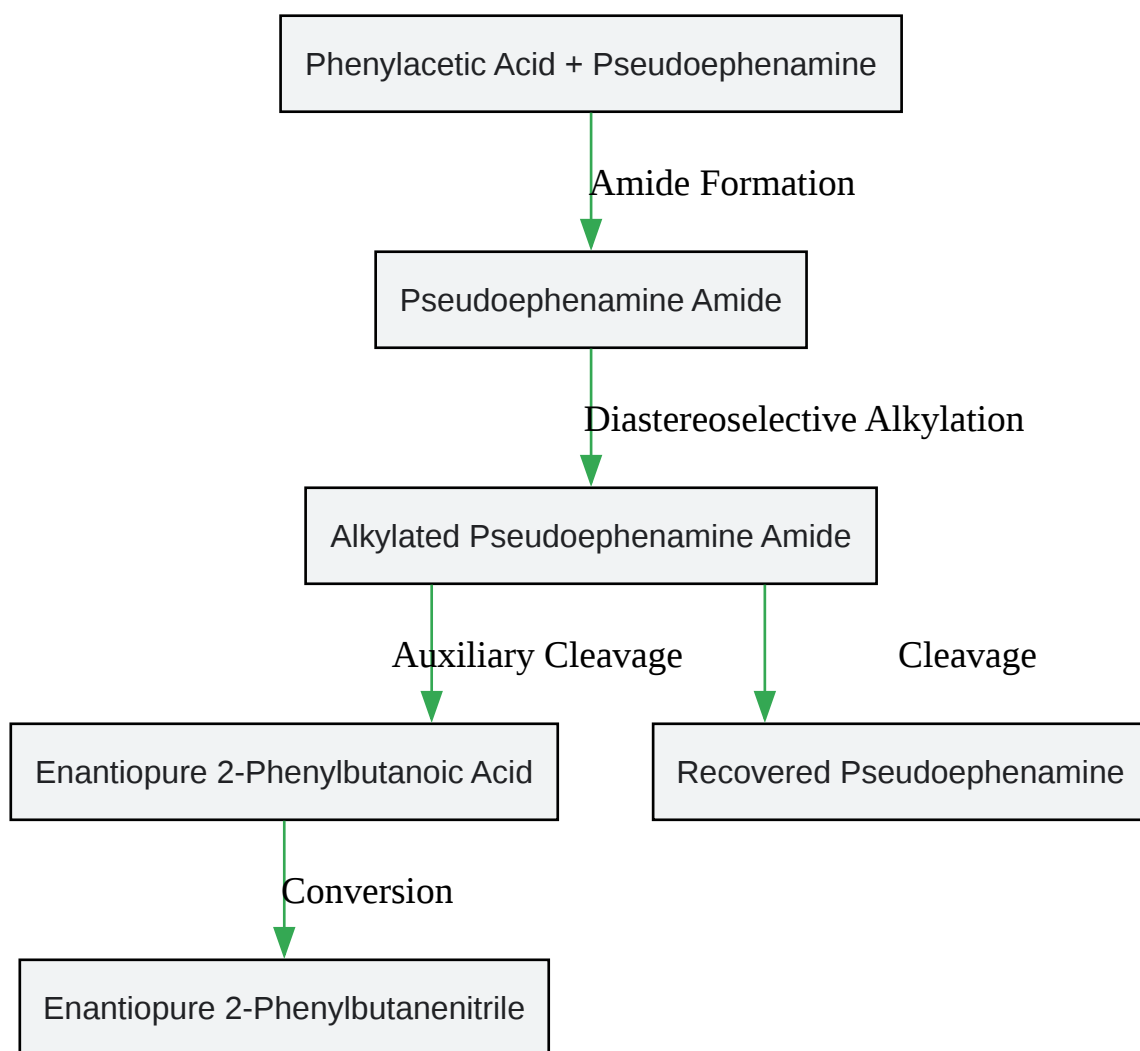 Phenylacetic Acid + Pseudoephenamine
Amide Formation
Pseudoephenamine Amide
Diastereoselective Alkylation
Alkylated Pseudoephenamine Amide
Auxiliary Cleavage
Cleavage
Enantiopure 2-Phenylbutanoic Acid
Recovered Pseudoephenamine
Conversion
Enantiopure 2-Phenylbutanenitrile